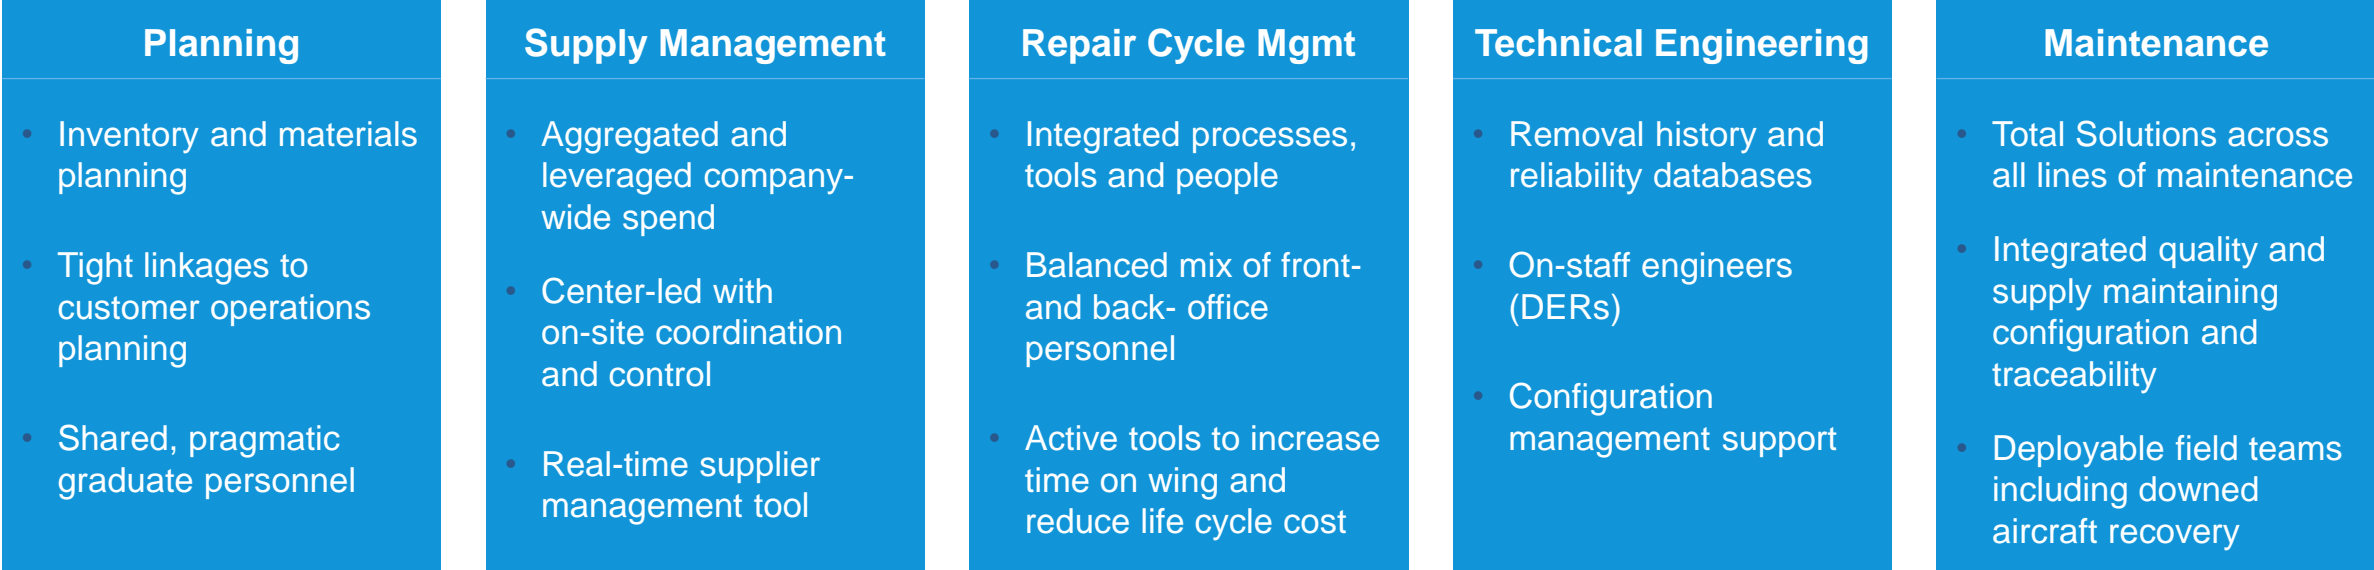 Planning
• Inventory and materials
planning
• Tight linkages to
customer operations
planning
• Shared, pragmatic
graduate personnel
Supply Management
• Aggregated and
leveraged company-
wide spend
• Center-led with
on-site coordination
and control
• Real-time supplier
management tool
Repair Cycle Mgmt
• Integrated processes,
tools and people
• Balanced mix of front-
and back- office
personnel
• Active tools to increase
time on wing and
reduce life cycle cost
Technical Engineering
• Removal history and
reliability databases
• On-staff engineers
(DERs)
• Configuration
management support
Maintenance
• Total Solutions across
all lines of maintenance
• Integrated quality and
supply maintaining
configuration and
traceability
• Deployable field teams
including downed
aircraft recovery